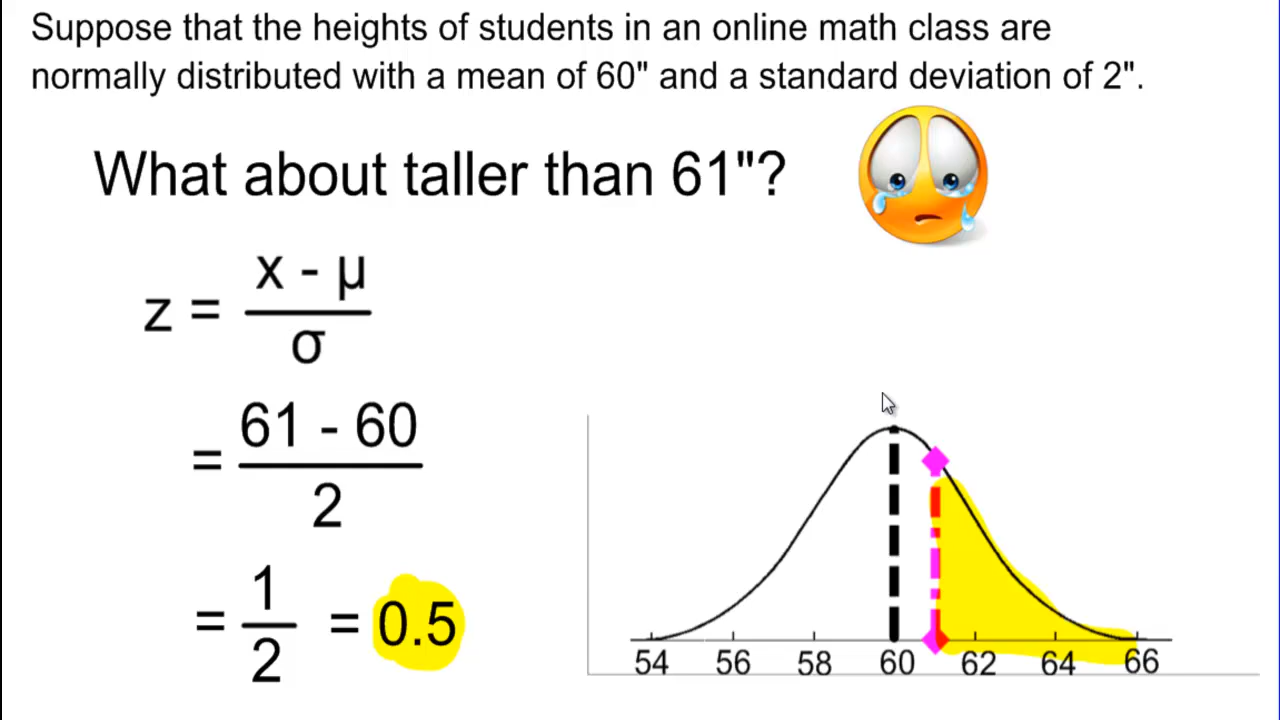 Suppose that the heights of students in an online math class are
normally distributed with a mean of 60" and a standard deviation of 2".
What about taller than 61"?
z = x - μ
σ
= 61 - 60
2
= 1
2
= 0.5
54 56 58 60 62 64 66